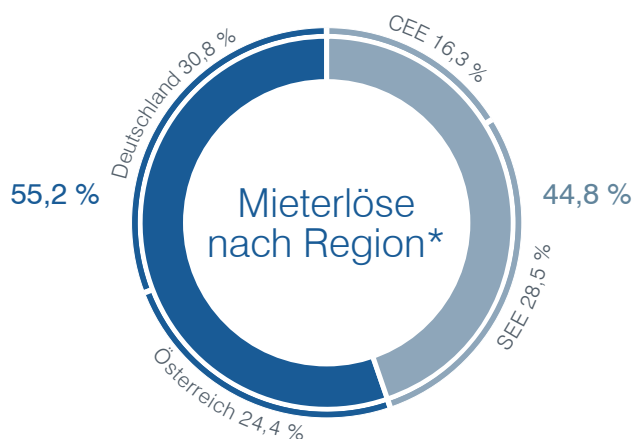 Deutschland 30,8 %
CEE 16,3 %
55,2 %
Mieterlöse
nach Region*
44,8 %
SEE 28,5 %
Österreich 24,4 %